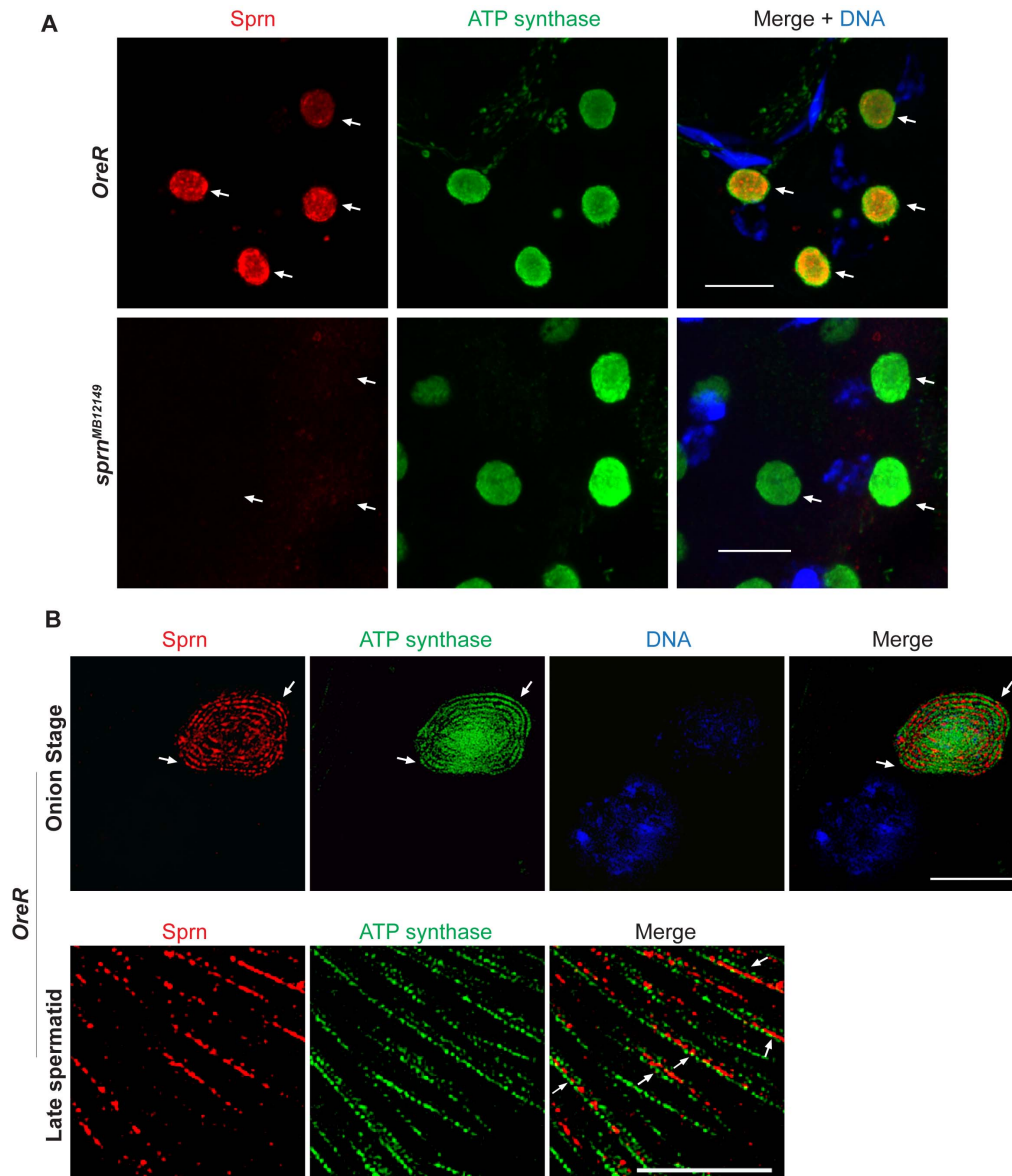 A
Sprn ATP synthase Merge + DNA
OreR
sprnMB12149
B
Sprn ATP synthase DNA Merge
Onion Stage
OreR
Sprn ATP synthase Merge
Late spermatid